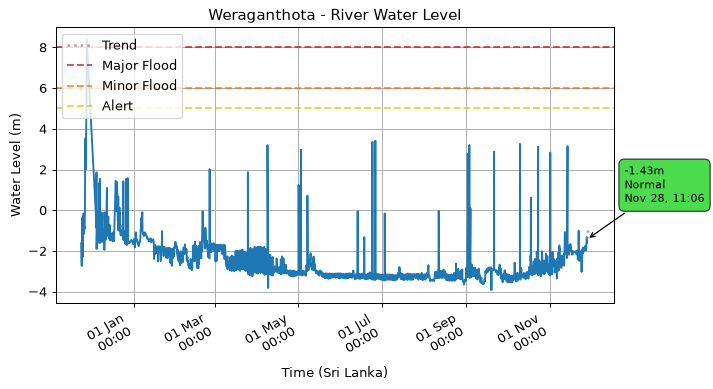 Weraganthota - River Water Level
Trend
Major Flood
Minor Flood
Alert
Water Level (m)
8
6
4
2
0
−2
−4
-1.43m
Normal
Nov 28, 11:06
01 Jan
00:00
01 Mar
00:00
01 May
00:00
01 Jul
00:00
01 Sep
00:00
01 Nov
00:00
Time (Sri Lanka)